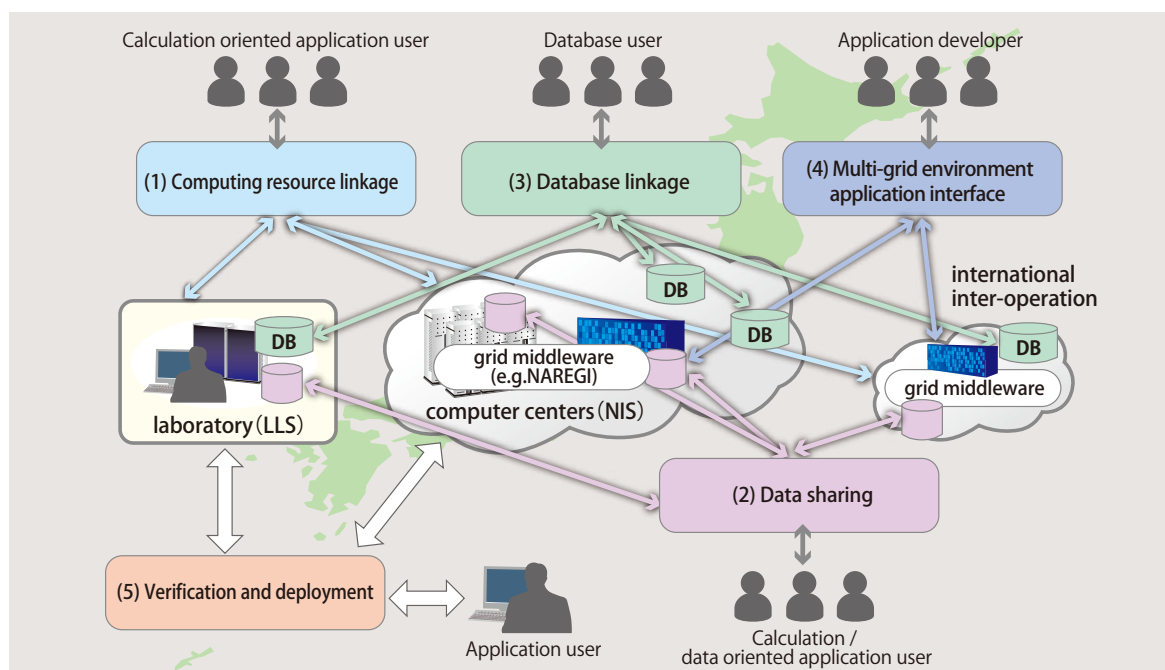 Calculation oriented application user
Database user
Application developer
(1) Computing resource linkage
(3) Database linkage
(4) Multi-grid environment
application interface
DB
DB
international
inter-operation
DB
DB
grid middleware
(e.g.NAREGI)
grid middleware
computer centers(NIS)
laboratory(LLS)
(2) Data sharing
(5) Verification and deployment
Application user
Calculation /
data oriented application user